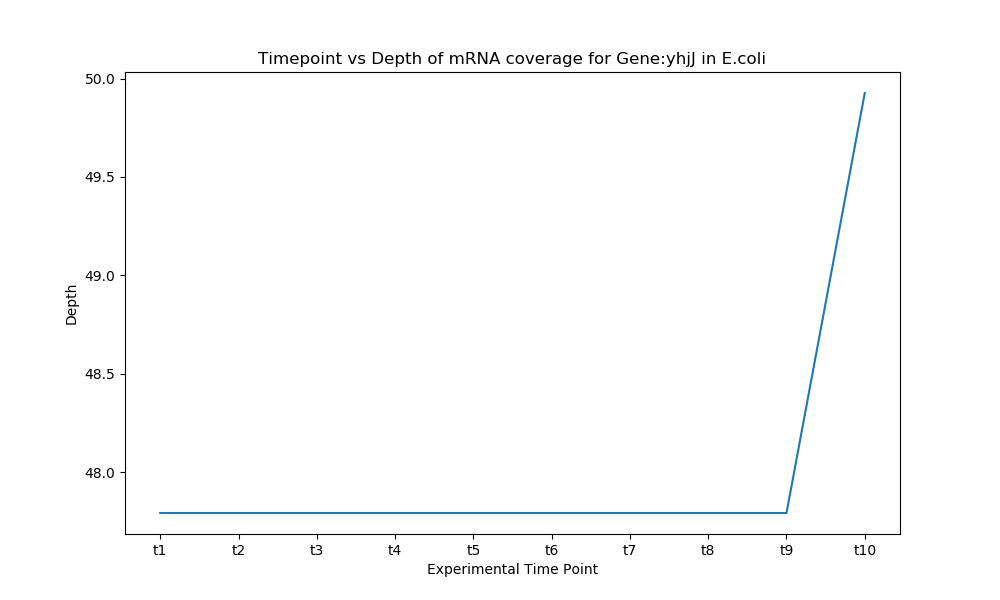 Timepoint vs Depth of mRNA coverage for Gene:yhjJ in E.coli
50.0
49.5
49.0
48.5
48.0
Depth
t1 t2 t3 t4 t5 t6 t7 t8 t9 t10
Experimental Time Point